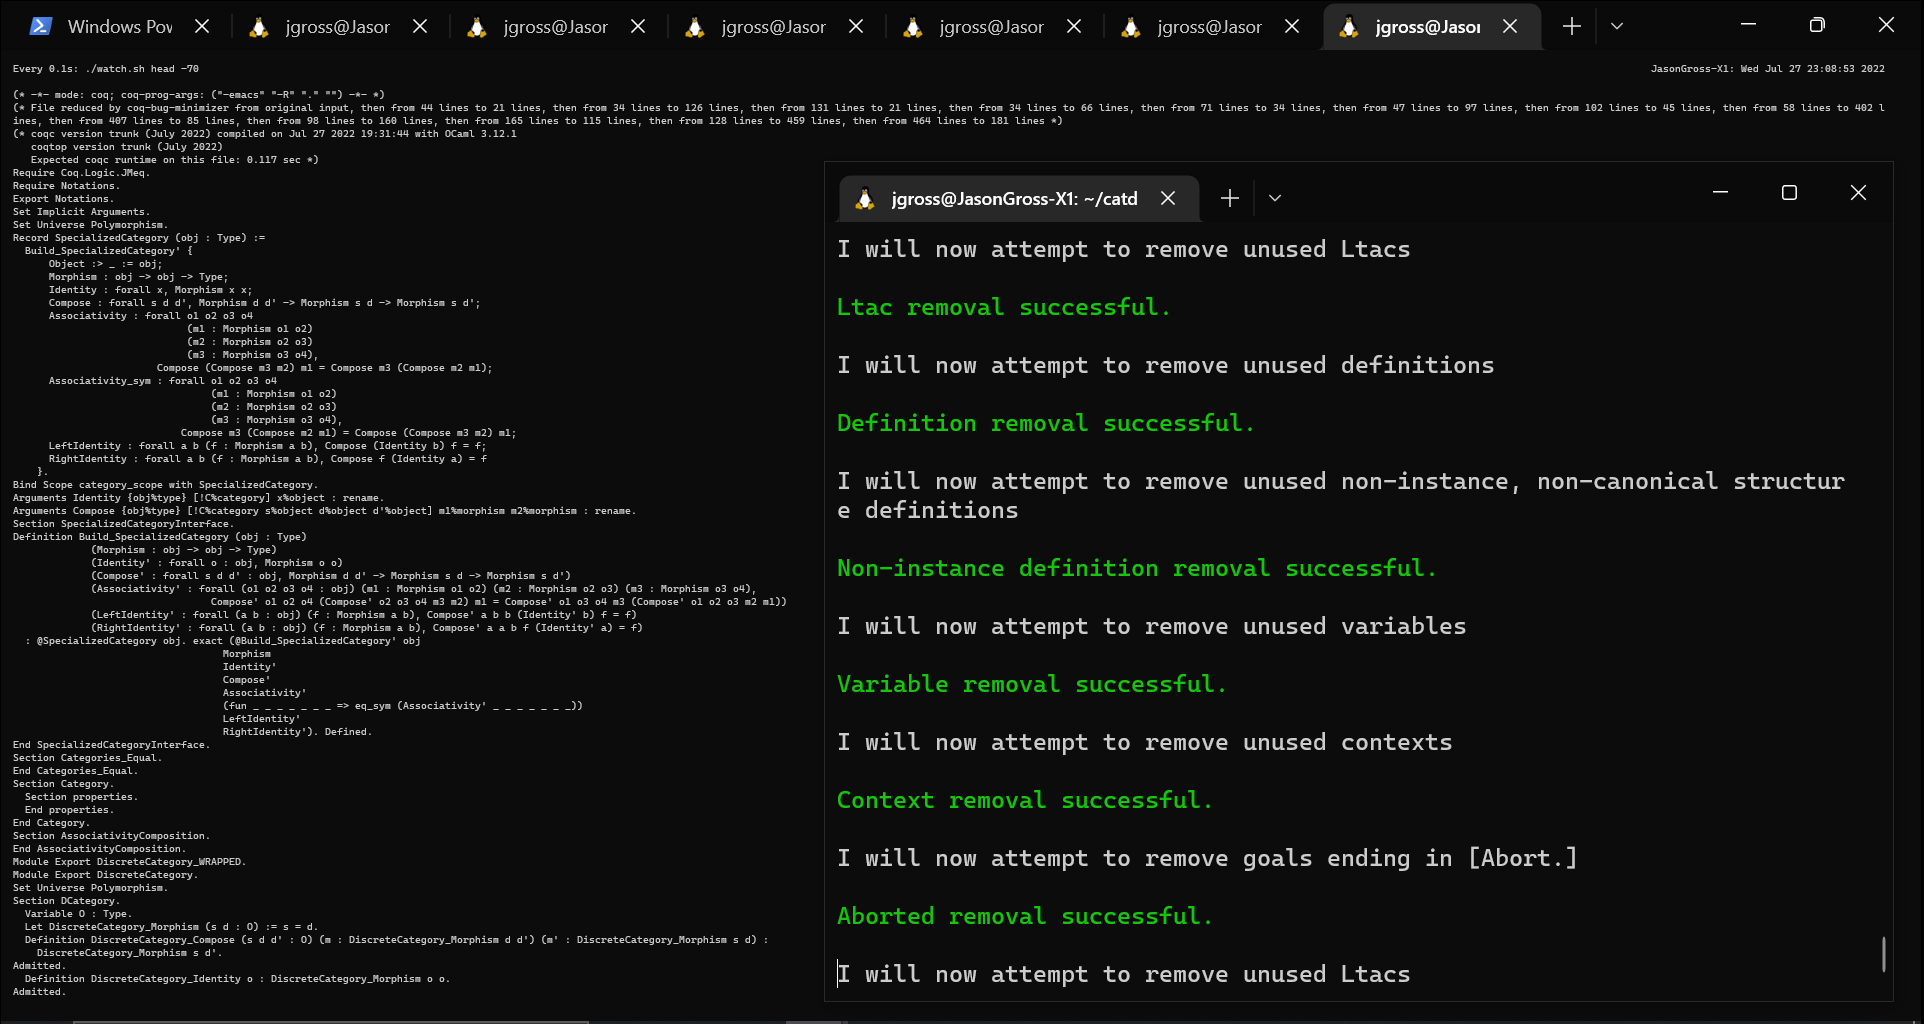 Windows Pov jgross@Jasor jgross@Jasor jgross@Jasor jgross@Jasor jgross@Jasor jgross@Jasor
Every 0.1s: ./watch.sh head -70 JasonGross-X1: Wed Jul 27 23:08:53 2022
(* -*- mode: coq; coq-prog-args: ("-emacs" "-R" "." "") -*- *)
(* File reduced by coq-bug-minimizer from original input, then from 44 lines to 21 lines, then from 34 lines to 126 lines, then from 131 lines to 21 lines, then from 34 lines to 66 lines, then from 71 lines to 34 lines, then from 47 lines to 97 lines, then from 102 lines to 45 lines, then from 58 lines to 402 l
ines, then from 407 lines to 85 lines, then from 98 lines to 160 lines, then from 165 lines to 115 lines, then from 128 lines to 459 lines, then from 464 lines to 181 lines *)
(* coqc version trunk (July 2022) compiled on Jul 27 2022 19:31:44 with OCaml 3.12.1
coqtop version trunk (July 2022)
Expected coqc runtime on this file: 0.117 sec *)
Require Coq.Logic.JMeq.
Require Notations.
Export Notations.
Set Implicit Arguments.
Set Universe Polymorphism.
Record SpecializedCategory (obj : Type) :=
Build_SpecializedCategory' {
Object :> _ := obj;
Morphism : obj -> obj -> Type;
Identity : forall x, Morphism x x;
Compose : forall s d d', Morphism d d' -> Morphism s d -> Morphism s d';
Associativity : forall o1 o2 o3 o4
(m1 : Morphism o1 o2)
(m2 : Morphism o2 o3)
(m3 : Morphism o3 o4),
Compose (Compose m3 m2) m1 = Compose m3 (Compose m2 m1);
Associativity_sym : forall o1 o2 o3 o4
(m1 : Morphism o1 o2)
(m2 : Morphism o2 o3)
(m3 : Morphism o3 o4),
Compose m3 (Compose m2 m1) = Compose (Compose m3 m2) m1;
LeftIdentity : forall a b (f : Morphism a b), Compose (Identity b) f = f;
RightIdentity : forall a b (f : Morphism a b), Compose f (Identity a) = f
}.
Bind Scope category_scope with SpecializedCategory.
Arguments Identity {obj%type} [!C%category] x%object : rename.
Arguments Compose {obj%type} [!C%category s%object d%object d'%object] m1%morphism m2%morphism : rename.
Section SpecializedCategoryInterface.
Definition Build_SpecializedCategory (obj : Type)
(Morphism : obj -> obj -> Type)
(Identity' : forall o : obj, Morphism o o)
(Compose' : forall s d d' : obj, Morphism d d' -> Morphism s d -> Morphism s d')
(Associativity' : forall (o1 o2 o3 o4 : obj) (m1 : Morphism o1 o2) (m2 : Morphism o2 o3) (m3 : Morphism o3 o4),
Compose' o1 o2 o4 (Compose' o2 o3 o4 m3 m2) m1 = Compose' o1 o3 o4 m3 (Compose' o1 o2 o3 m2 m1))
(LeftIdentity' : forall (a b : obj) (f : Morphism a b), Compose' a b b (Identity' b) f = f)
(RightIdentity' : forall (a b : obj) (f : Morphism a b), Compose' a a b f (Identity' a) = f)
: @SpecializedCategory obj. exact (@Build_SpecializedCategory' obj
Morphism
Identity'
Compose'
Associativity'
(fun _ _ _ _ _ _ _ => eq_sym (Associativity' _ _ _ _ _ _ _))
LeftIdentity'
RightIdentity'). Defined.
End SpecializedCategoryInterface.
Section Categories_Equal.
End Categories_Equal.
Section Category.
Section properties.
End properties.
End Category.
Section AssociativityComposition.
End AssociativityComposition.
Module Export DiscreteCategory_WRAPPED.
Module Export DiscreteCategory.
Set Universe Polymorphism.
Section DCategory.
Variable O : Type.
Let DiscreteCategory_Morphism (s d : O) := s = d.
Definition DiscreteCategory_Compose (s d d' : O) (m : DiscreteCategory_Morphism d d') (m' : DiscreteCategory_Morphism s d) :
DiscreteCategory_Morphism s d'.
Admitted.
Definition DiscreteCategory_Identity o : DiscreteCategory_Morphism o o.
Admitted.
jgross@JasonGross-X1: ~/catd
I will now attempt to remove unused Ltacs
Ltac removal successful.
I will now attempt to remove unused definitions
Definition removal successful.
I will now attempt to remove unused non-instance, non-canonical structur
e definitions
Non-instance definition removal successful.
I will now attempt to remove unused variables
Variable removal successful.
I will now attempt to remove unused contexts
Context removal successful.
I will now attempt to remove goals ending in [Abort.]
Aborted removal successful.
I will now attempt to remove unused Ltacs